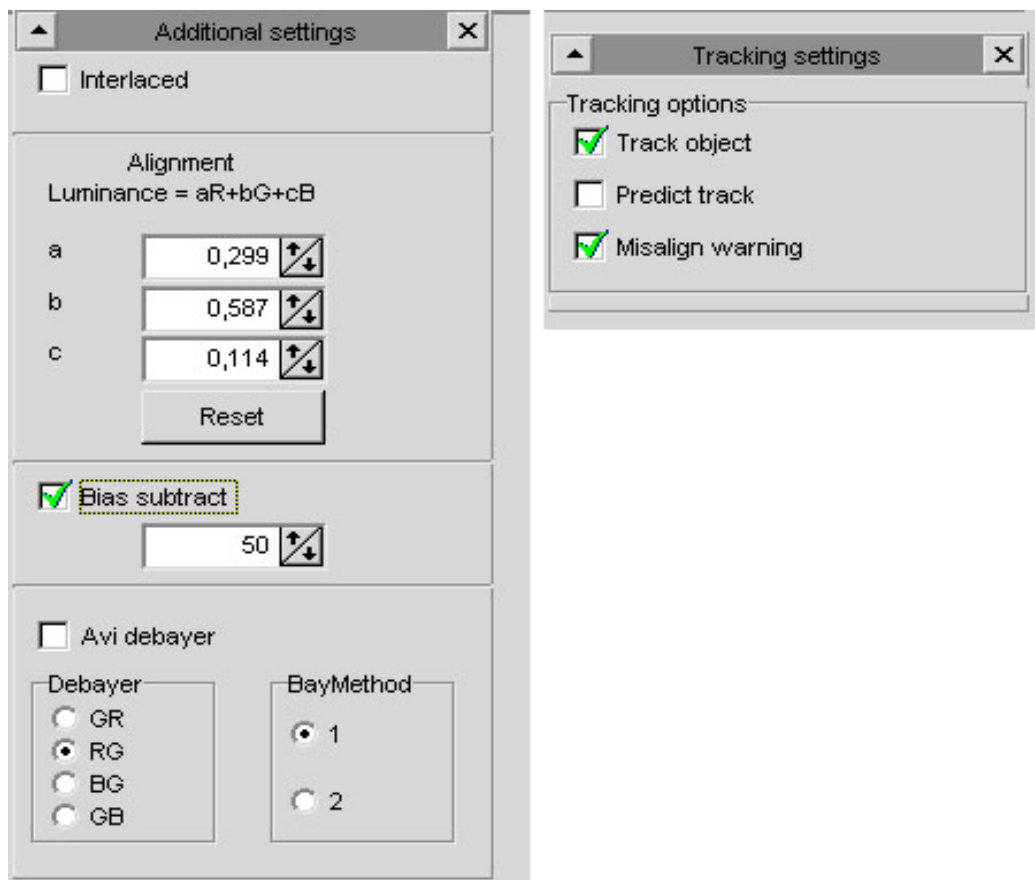 Additional settings
Interlaced
Alignment
Luminance = aR+bG+cB
a 0,299
b 0,587
c 0,114
Reset
Bias subtract
50
Avi debayer
Debayer
GR
RG
BG
GB
BayMethod
1
2
Tracking settings
Tracking options
Track object
Predict track
Misalign warning